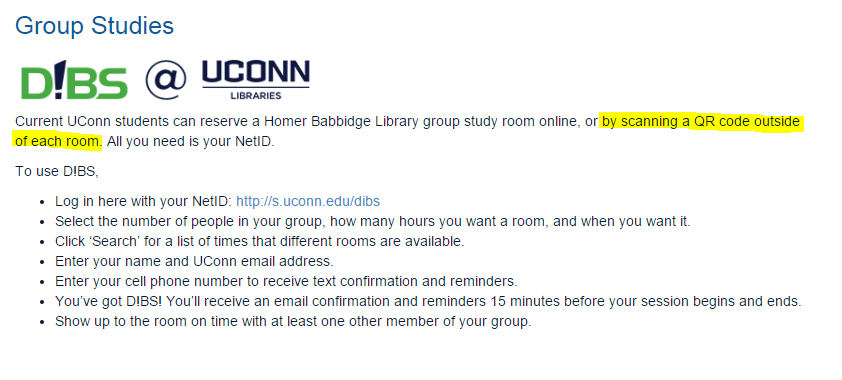 Group Studies
D!BS @ UCONN
LIBRARIES
Current UConn students can reserve a Homer Babbidge Library group study room online, or by scanning a QR code outside
of each room. All you need is your NetID.
To use D!BS,
• Log in here with your NetID: http://s.uconn.edu/dibs
• Select the number of people in your group, how many hours you want a room, and when you want it.
• Click ‘Search’ for a list of times that different rooms are available.
• Enter your name and UConn email address.
• Enter your cell phone number to receive text confirmation and reminders.
• You’ve got D!BS! You’ll receive an email confirmation and reminders 15 minutes before your session begins and ends.
• Show up to the room on time with at least one other member of your group.